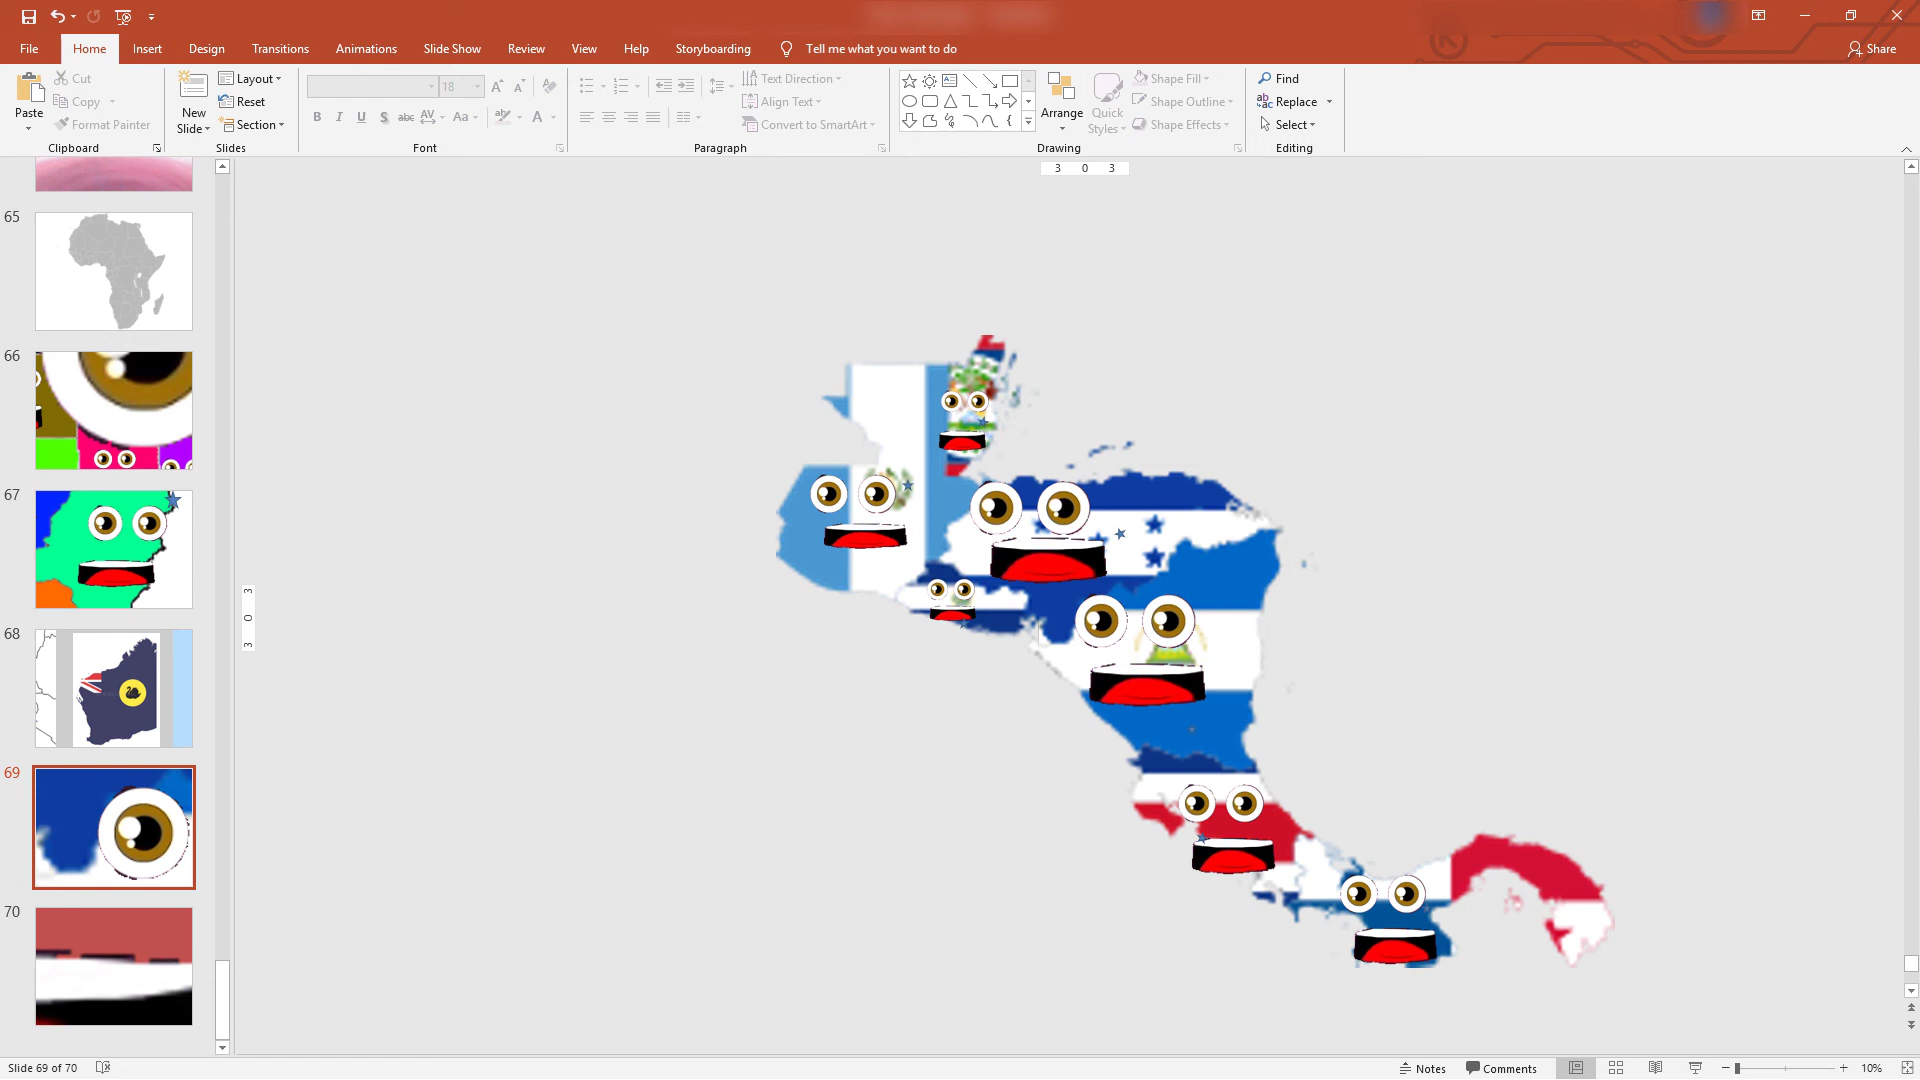 File Home Insert Design Transitions Animations Slide Show Review View Help Storyboarding Tell me what you want to do Share
Paste
Cut
Copy
Format Painter
Clipboard
New
Slide
Layout
Reset
Section
Slides
18
B I U S abc AV Aa A
Font
Text Direction
Align Text
Convert to SmartArt
Paragraph
Arrange
Quick
Styles
Shape Fill
Shape Outline
Shape Effects
Drawing
Find
Replace
Select
Editing
3 0 3
3 0 3
65
66
67
68
69
70
Slide 69 of 70
Notes Comments 10%